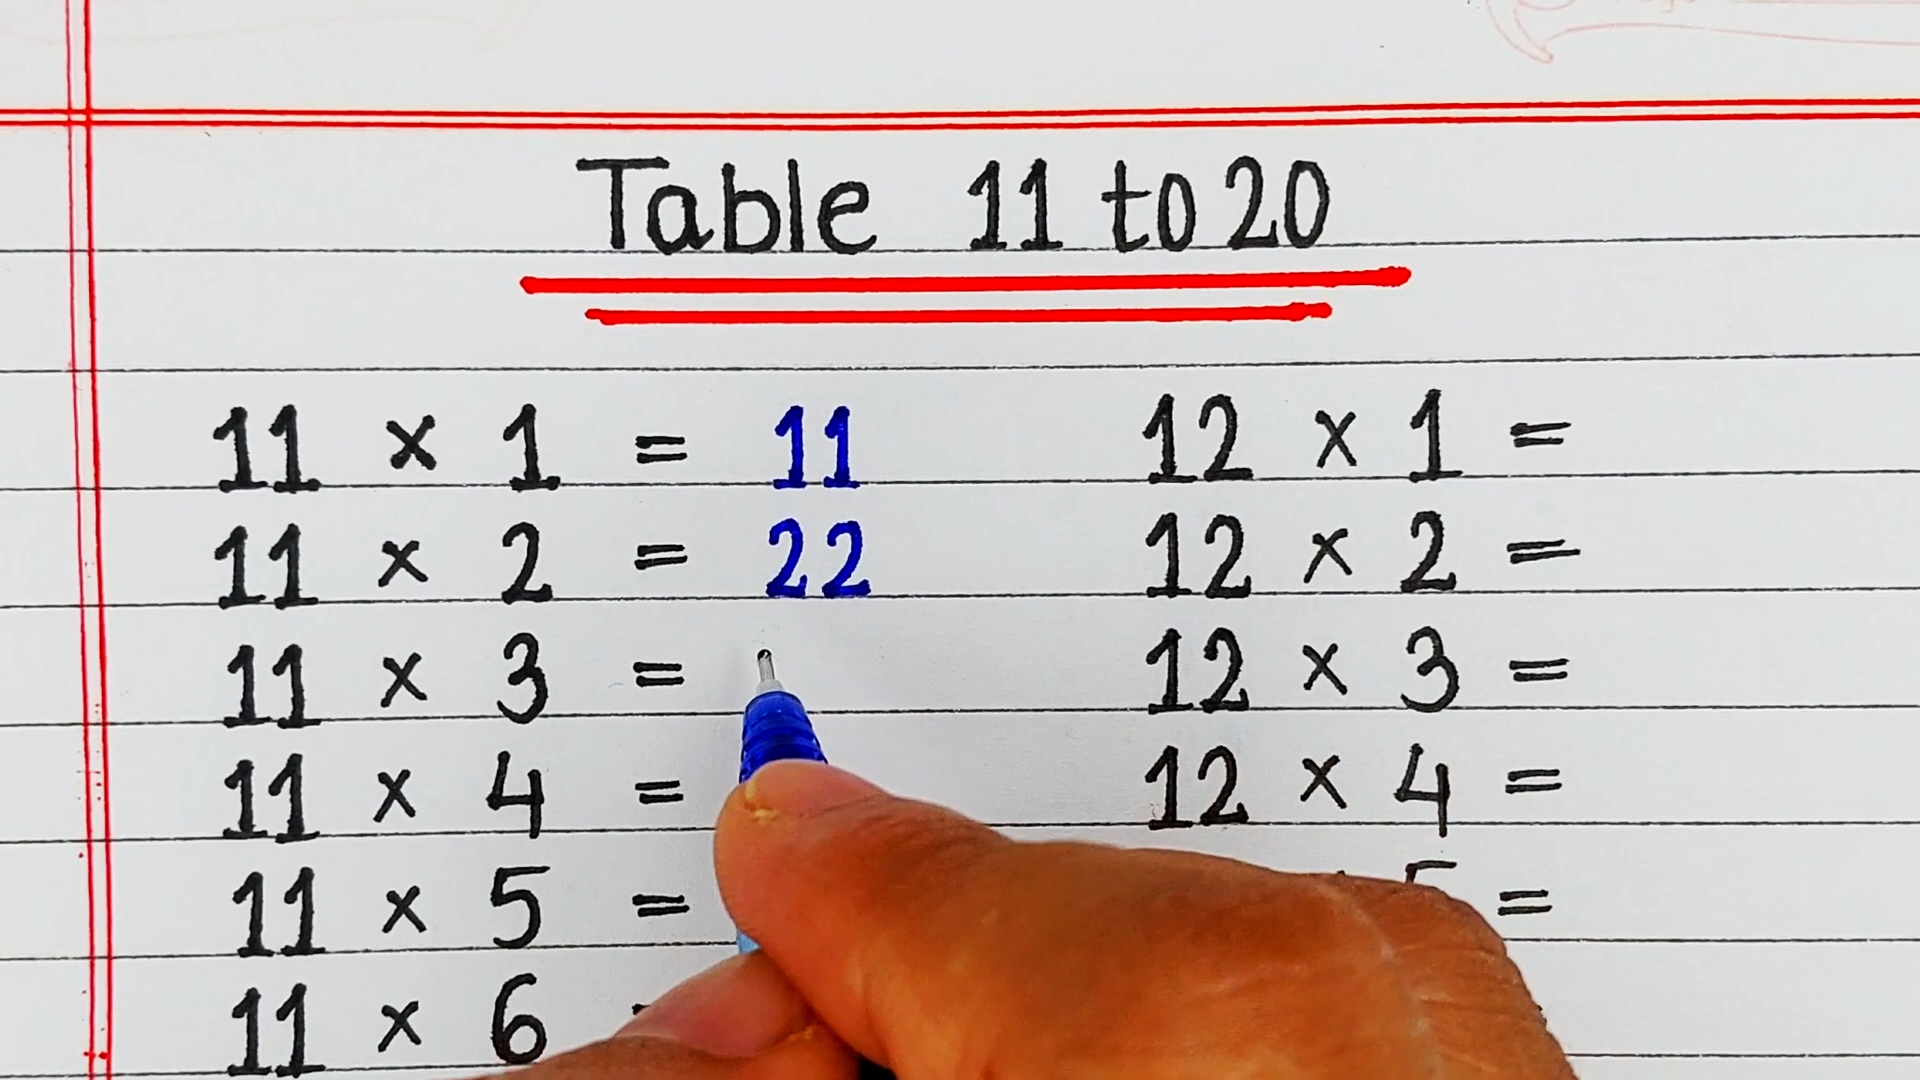 Table 11 to 20
11 × 1 = 11
11 × 2 = 22
11 × 3 =
11 × 4 =
11 × 5 =
11 × 6
12 × 1 =
12 × 2 =
12 × 3 =
12 × 4 =
5 =